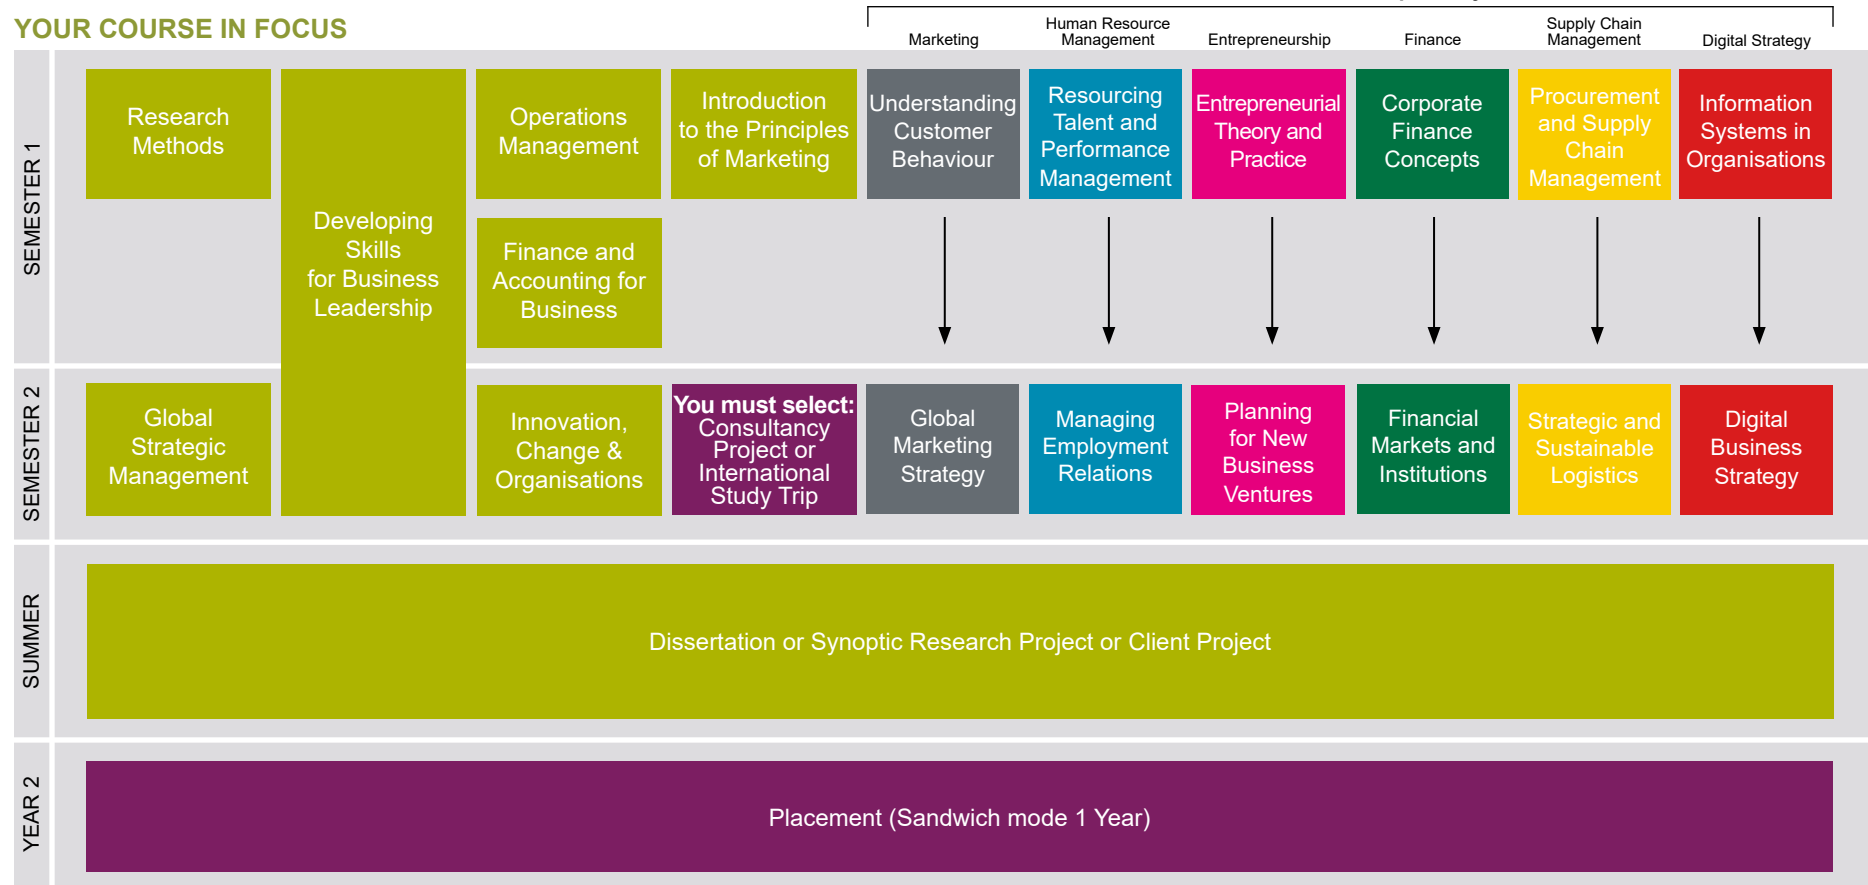 YOUR COURSE IN FOCUS
Marketing
Human Resource
Management
Entrepreneurship
Finance
Supply Chain
Management
Digital Strategy
SEMESTER 1
Research
Methods
Developing
Skills
for Business
Leadership
Operations
Management
Finance and
Accounting for
Business
Introduction
to the Principles
of Marketing
Understanding
Customer
Behaviour
Resourcing
Talent and
Performance
Management
Entrepreneurial
Theory and
Practice
Corporate
Finance
Concepts
Procurement
and Supply
Chain
Management
Information
Systems in
Organisations
SEMESTER 2
Global
Strategic
Management
Innovation,
Change &
Organisations
You must select:
Consultancy
Project or
International
Study Trip
Global
Marketing
Strategy
Managing
Employment
Relations
Planning
for New
Business
Ventures
Financial
Markets and
Institutions
Strategic and
Sustainable
Logistics
Digital
Business
Strategy
SUMMER
Dissertation or Synoptic Research Project or Client Project
YEAR 2
Placement (Sandwich mode 1 Year)